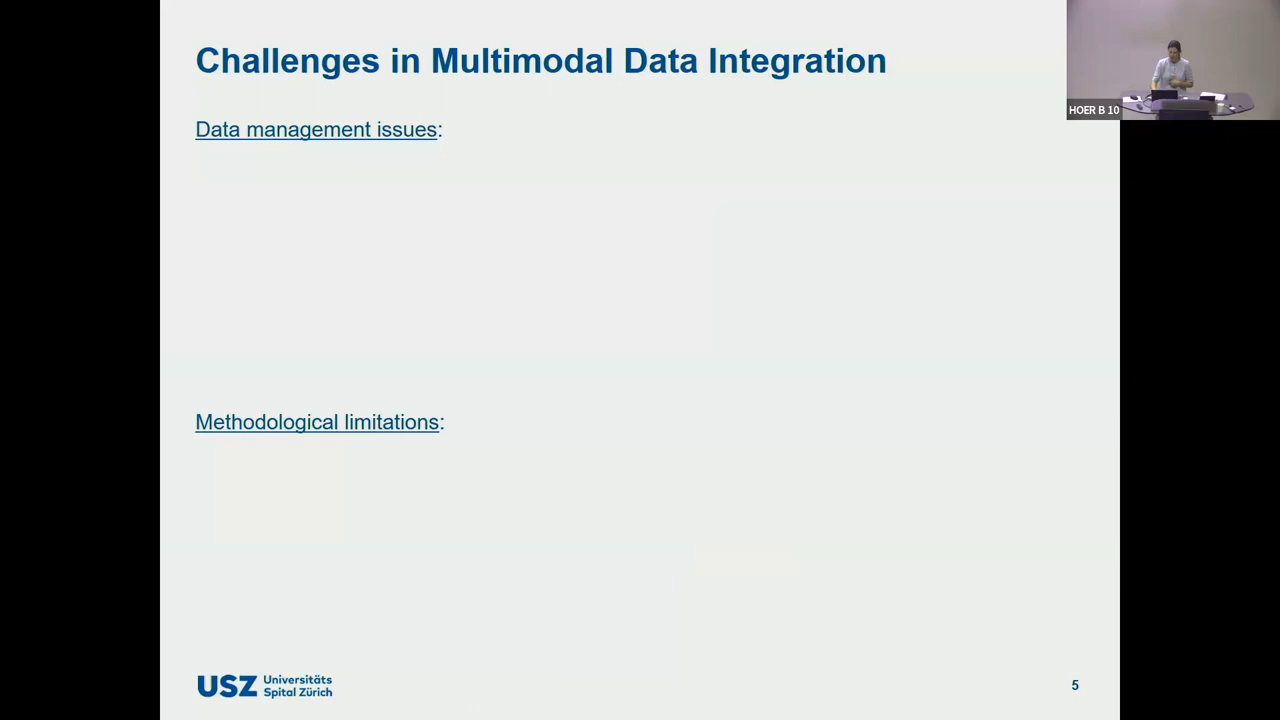 Challenges in Multimodal Data Integration
HOER B 10
Data management issues:
Methodological limitations:
USZ Universitäts
Spital Zürich
5